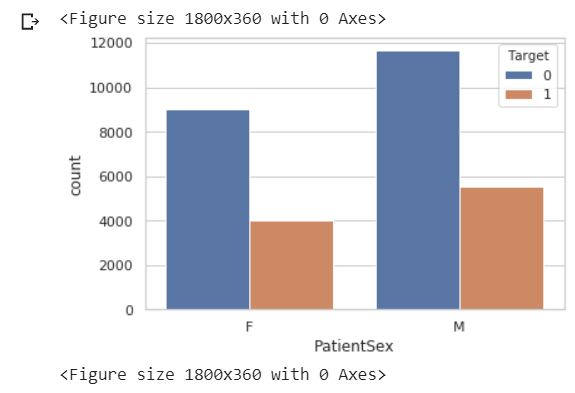 <Figure size 1800x360 with 0 Axes>
12000
10000
8000
6000
4000
2000
0
count
Target
0
1
F
M
PatientSex
<Figure size 1800x360 with 0 Axes>